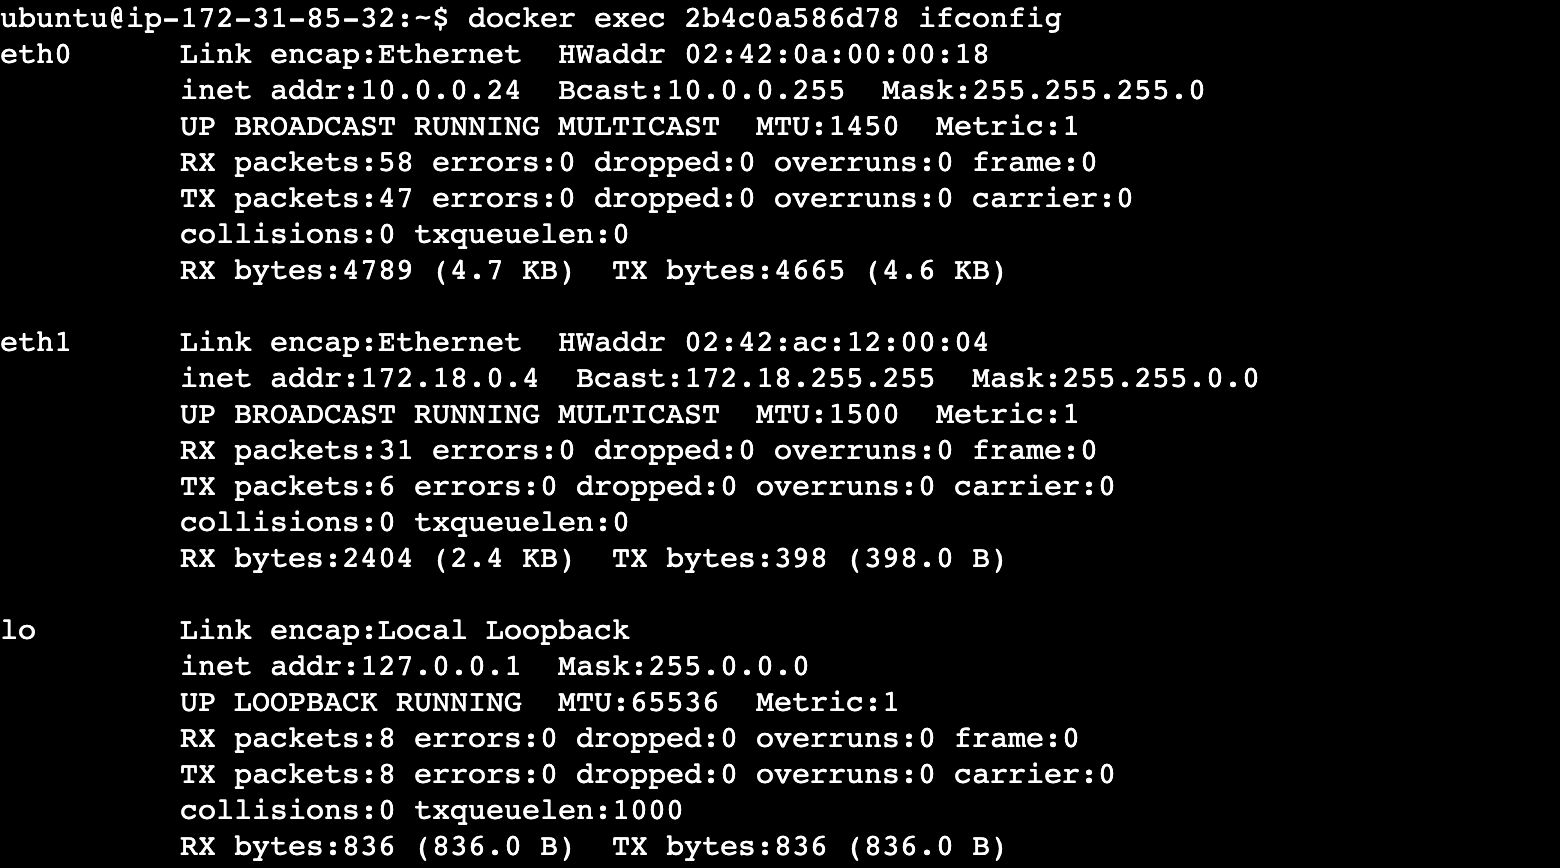 ubuntu@ip-172-31-85-32:~$ docker exec 2b4c0a586d78 ifconfig
eth0      Link encap:Ethernet  HWaddr 02:42:0a:00:00:18
          inet addr:10.0.0.24  Bcast:10.0.0.255  Mask:255.255.255.0
          UP BROADCAST RUNNING MULTICAST  MTU:1450  Metric:1
          RX packets:58 errors:0 dropped:0 overruns:0 frame:0
          TX packets:47 errors:0 dropped:0 overruns:0 carrier:0
          collisions:0 txqueuelen:0
          RX bytes:4789 (4.7 KB)  TX bytes:4665 (4.6 KB)

eth1      Link encap:Ethernet  HWaddr 02:42:ac:12:00:04
          inet addr:172.18.0.4  Bcast:172.18.255.255  Mask:255.255.0.0
          UP BROADCAST RUNNING MULTICAST  MTU:1500  Metric:1
          RX packets:31 errors:0 dropped:0 overruns:0 frame:0
          TX packets:6 errors:0 dropped:0 overruns:0 carrier:0
          collisions:0 txqueuelen:0
          RX bytes:2404 (2.4 KB)  TX bytes:398 (398.0 B)

lo        Link encap:Local Loopback
          inet addr:127.0.0.1  Mask:255.0.0.0
          UP LOOPBACK RUNNING  MTU:65536  Metric:1
          RX packets:8 errors:0 dropped:0 overruns:0 frame:0
          TX packets:8 errors:0 dropped:0 overruns:0 carrier:0
          collisions:0 txqueuelen:1000
          RX bytes:836 (836.0 B)  TX bytes:836 (836.0 B)